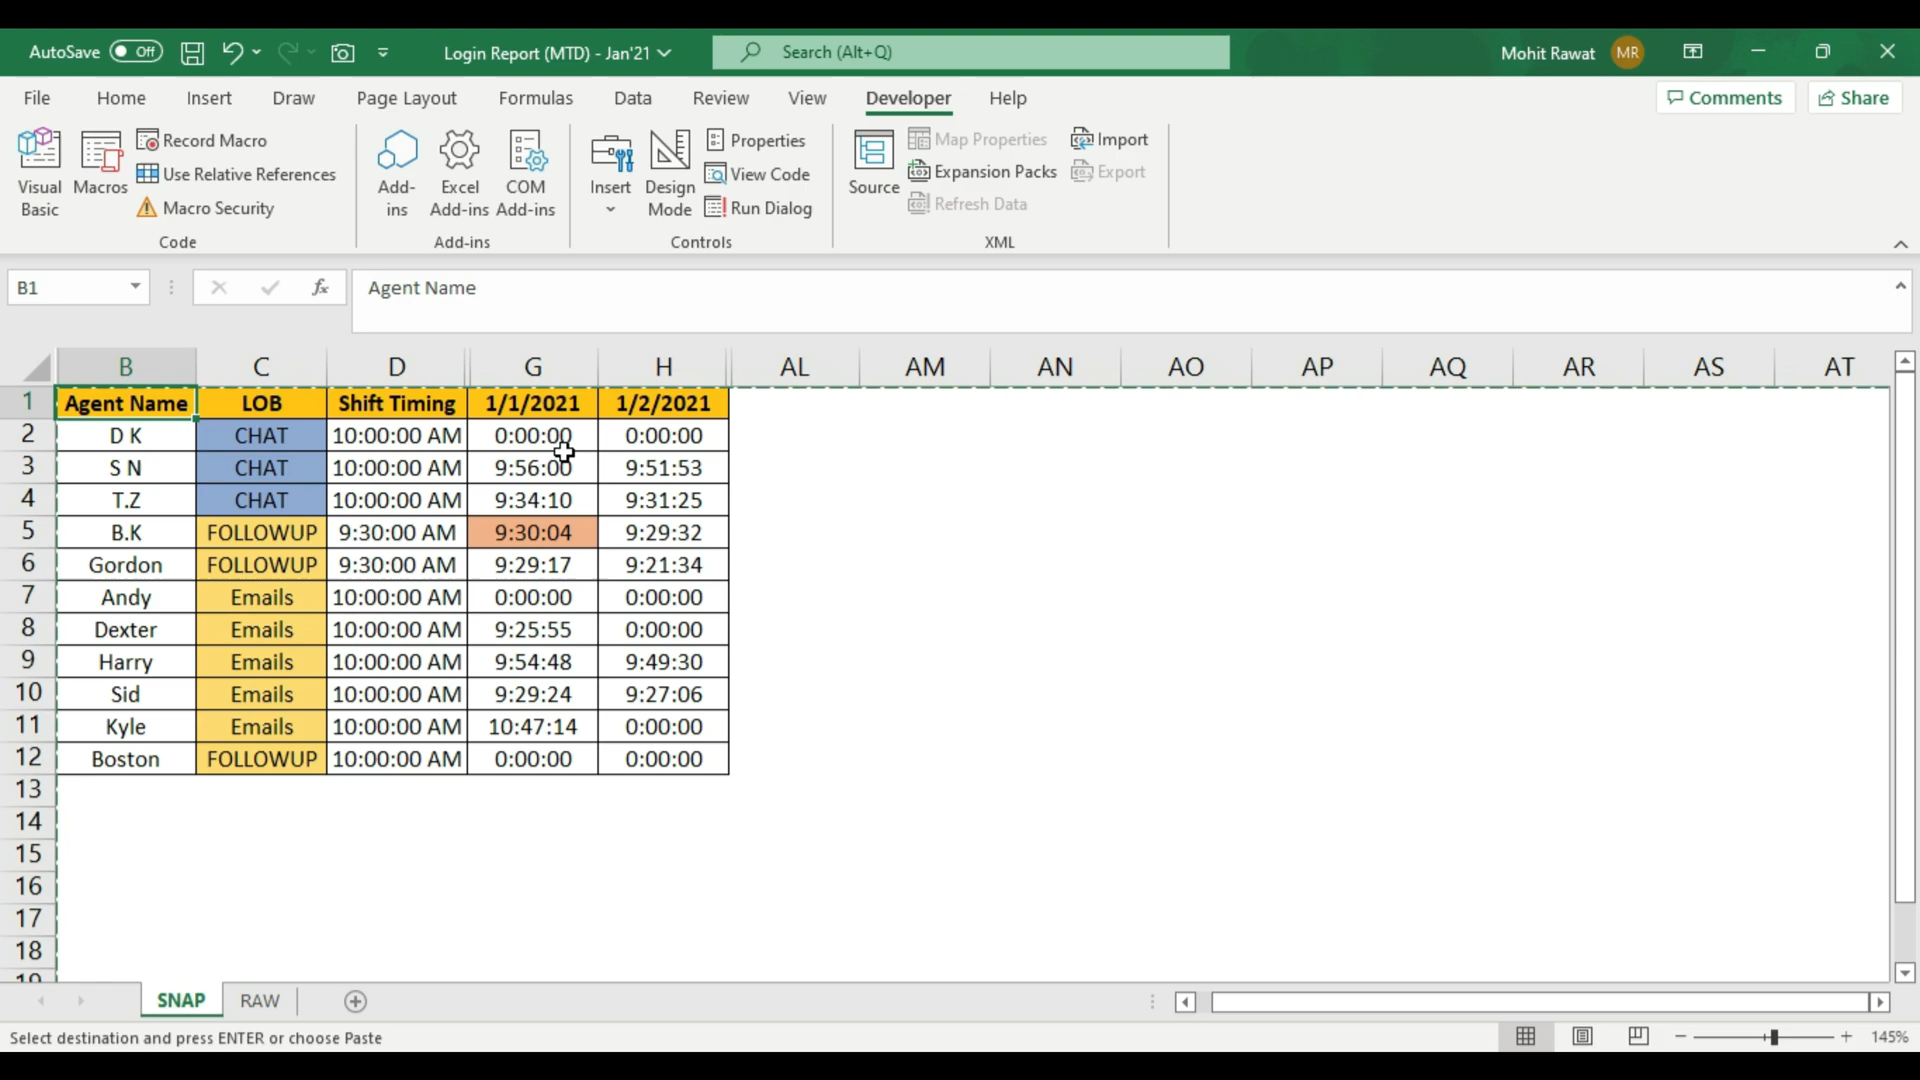 AutoSave Off Login Report (MTD) - Jan'21 Search (Alt+Q) Mohit Rawat MR
File Home Insert Draw Page Layout Formulas Data Review View Developer Help Comments Share
Visual Basic Macros Record Macro Use Relative References Macro Security Code
Add-ins Excel Add-ins COM Add-ins Add-ins
Insert Design Mode Properties View Code Run Dialog Controls
Source Map Properties Expansion Packs Refresh Data Import Export XML
B1 fx Agent Name
B C D G H AL AM AN AO AP AQ AR AS AT
1 Agent Name LOB Shift Timing 1/1/2021 1/2/2021
2 D K CHAT 10:00:00 AM 0:00:00 0:00:00
3 S N CHAT 10:00:00 AM 9:56:00 9:51:53
4 T.Z CHAT 10:00:00 AM 9:34:10 9:31:25
5 B.K FOLLOWUP 9:30:00 AM 9:30:04 9:29:32
6 Gordon FOLLOWUP 9:30:00 AM 9:29:17 9:21:34
7 Andy Emails 10:00:00 AM 0:00:00 0:00:00
8 Dexter Emails 10:00:00 AM 9:25:55 0:00:00
9 Harry Emails 10:00:00 AM 9:54:48 9:49:30
10 Sid Emails 10:00:00 AM 9:29:24 9:27:06
11 Kyle Emails 10:00:00 AM 10:47:14 0:00:00
12 Boston FOLLOWUP 10:00:00 AM 0:00:00 0:00:00
13
14
15
16
17
18
19
SNAP RAW
Select destination and press ENTER or choose Paste 145%